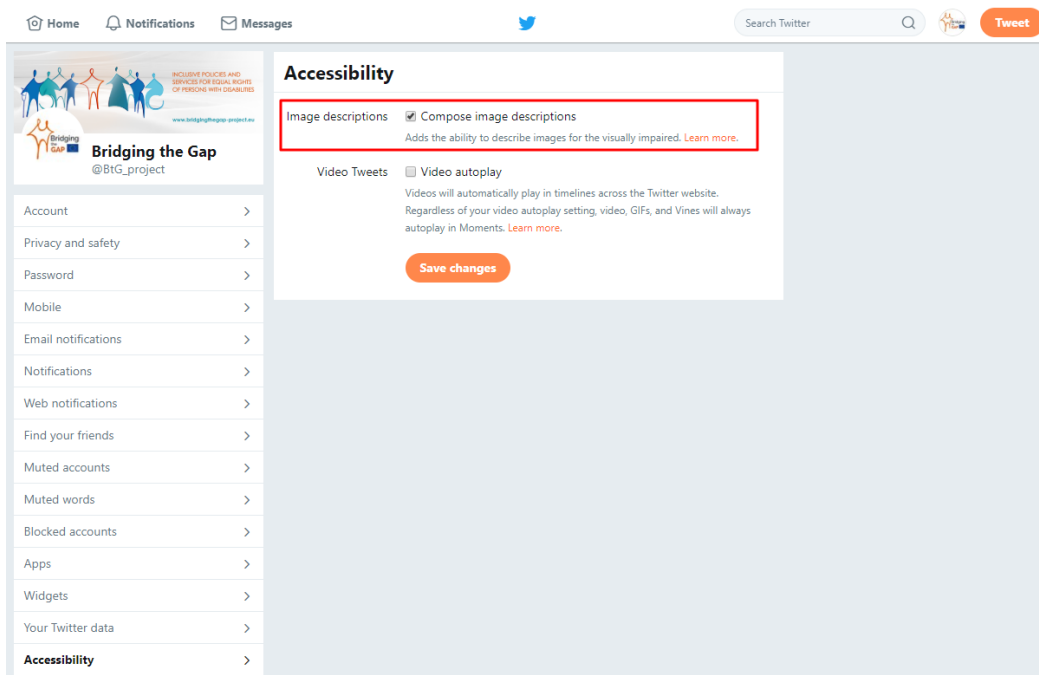 Home Notifications Messages Search Twitter Tweet
INCLUSIVE POLICIES AND
SERVICES FOR EQUAL RIGHTS
OF PERSONS WITH DISABILITIES
www.bridgingthegap-project.eu
Bridging
the
GAP
Bridging the Gap
@BtG_project
Account
Privacy and safety
Password
Mobile
Email notifications
Notifications
Web notifications
Find your friends
Muted accounts
Muted words
Blocked accounts
Apps
Widgets
Your Twitter data
Accessibility
Accessibility
Image descriptions Compose image descriptions
Adds the ability to describe images for the visually impaired. Learn more.
Video Tweets Video autoplay
Videos will automatically play in timelines across the Twitter website.
Regardless of your video autoplay setting, video, GIFs, and Vines will always
autoplay in Moments. Learn more.
Save changes